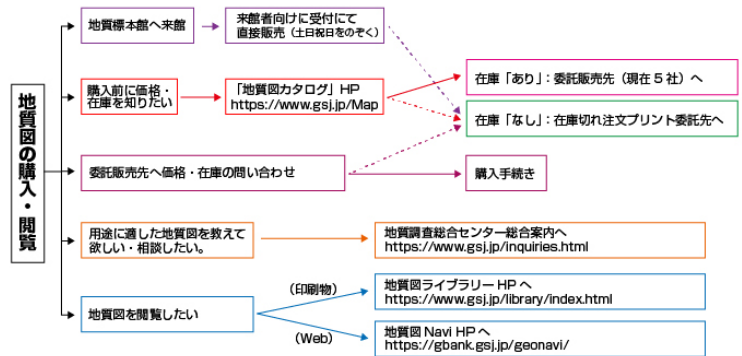 地質図の購入・閲覧
地質標本館へ来館
来館者向けに受付にて
直接販売（土日祝日をのぞく）
購入前に価格・
在庫を知りたい
「地質図カタログ」HP
https://www.gsj.jp/Map
在庫「あり」：委託販売先（現在５社）へ
在庫「なし」：在庫切れ注文プリント委託先へ
委託販売先へ価格・在庫の問い合わせ
購入手続き
用途に適した地質図を教えて
欲しい・相談したい。
地質調査総合センター総合案内へ
https://www.gsj.jp/inquiries.html
地質図を閲覧したい
（印刷物）
地質図ライブラリーHPへ
https://www.gsj.jp/library/index.html
（Web）
地質図Navi HPへ
https://gbank.gsj.jp/geonavi/